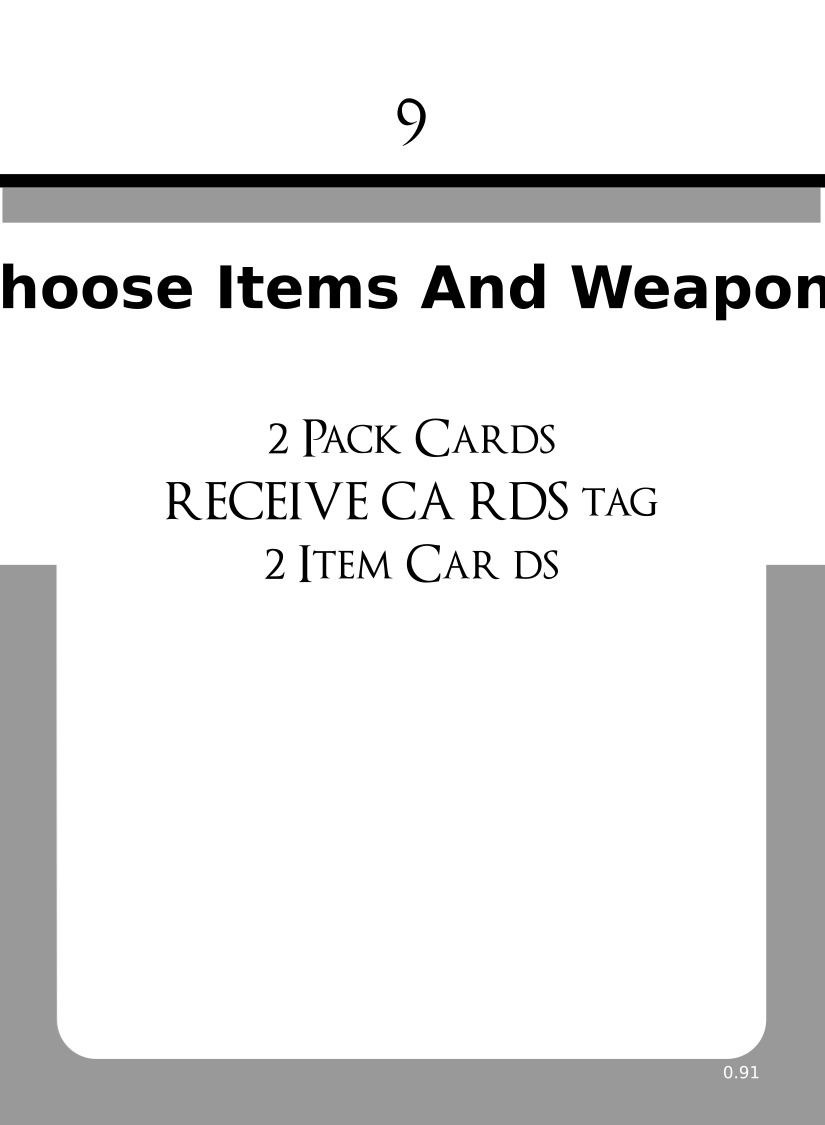 9
hoose Items And Weapon
2 Pack Cards
RECEIVE CA RDS TAG
2 Item Car ds
0.91